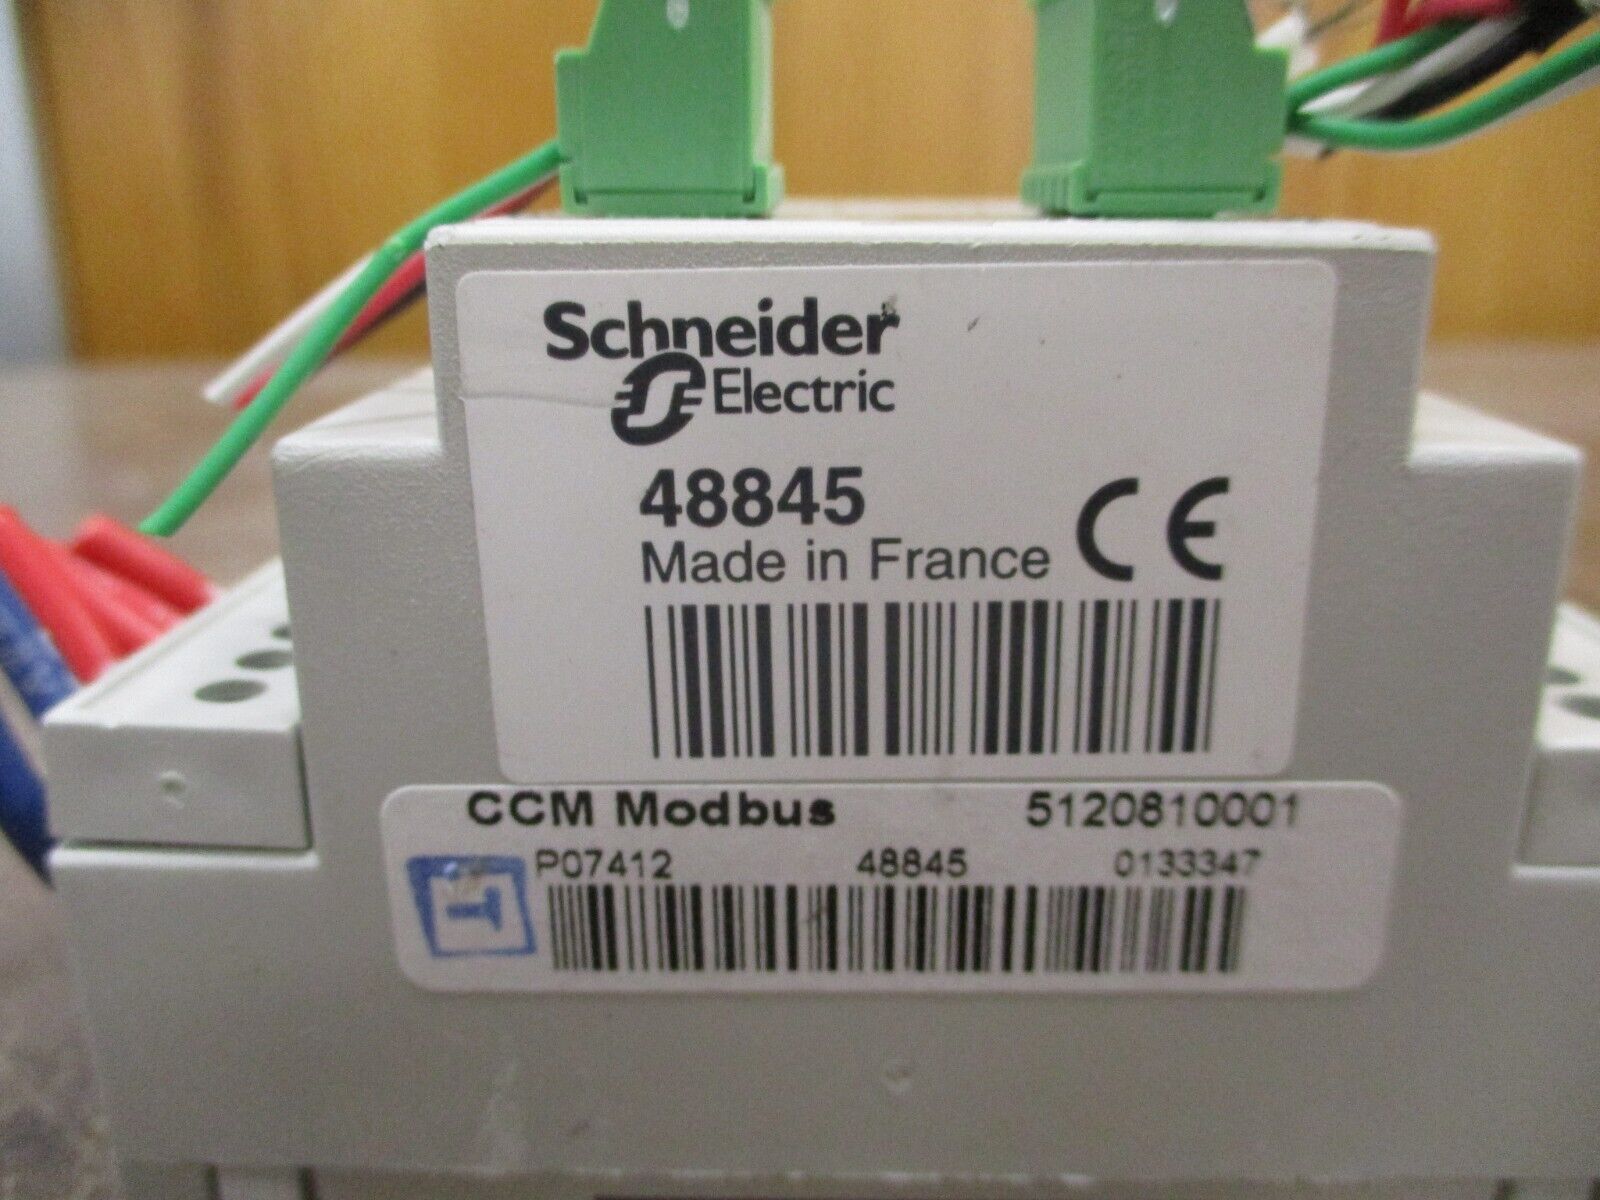 Schneider
Electric
48845
Made in France CE
CCM Modbus 5120810001
P07412 48845 0133347